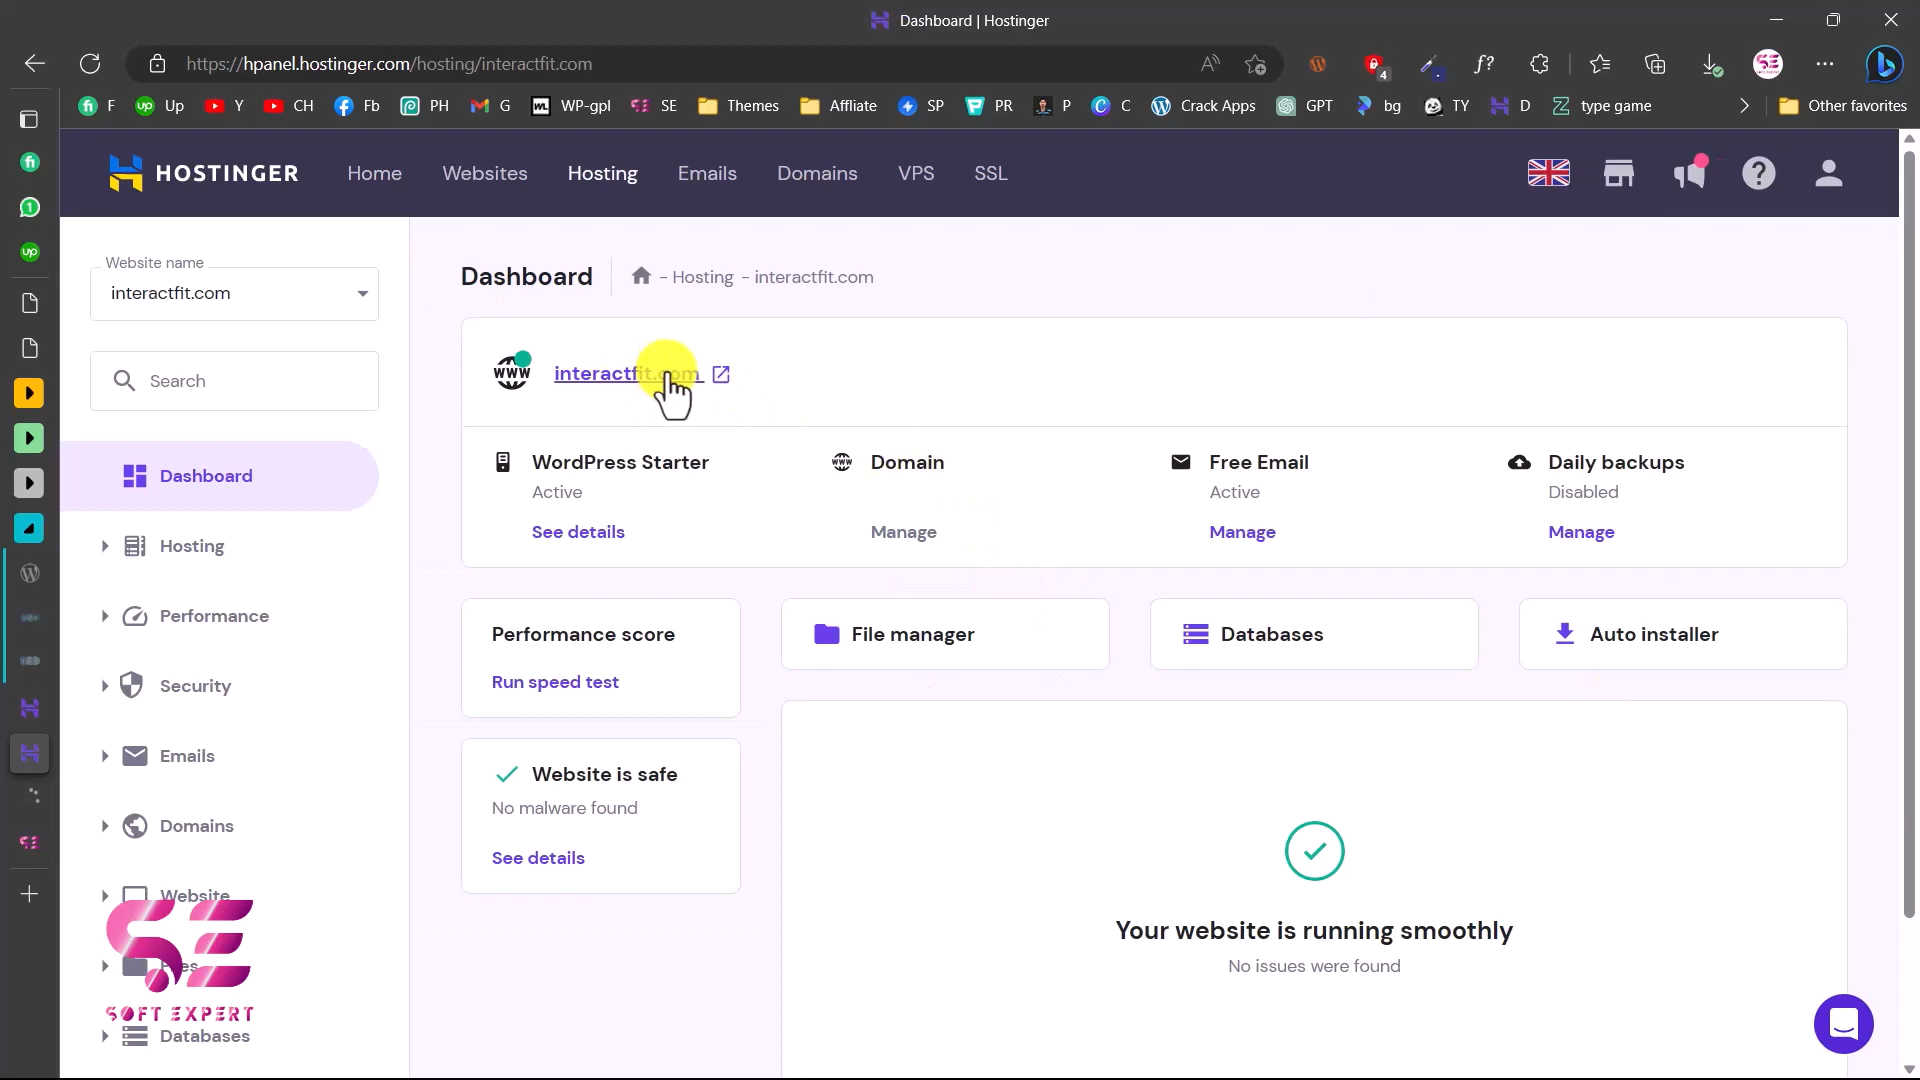 Dashboard | Hostinger
https://hpanel.hostinger.com/hosting/interactfit.com
4
F
Up
Y
CH
Fb
PH
G
WP-gpl
SE
Themes
Affliate
SP
PR
P
C
Crack Apps
GPT
bg
TY
D
type game
Other favorites
HOSTINGER
Home
Websites
Hosting
Emails
Domains
VPS
SSL
Website name
interactfit.com
Search
Dashboard
Hosting
Performance
Security
Emails
Domains
Website
SE
SOFT EXPERT
Databases
Dashboard
- Hosting - interactfit.com
www
interactfit.com
WordPress Starter
Active
See details
Domain
Manage
Free Email
Active
Manage
Daily backups
Disabled
Manage
Performance score
Run speed test
File manager
Databases
Auto installer
Website is safe
No malware found
See details
Your website is running smoothly
No issues were found